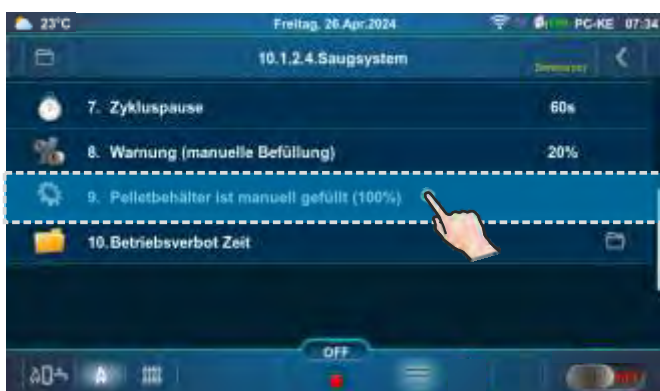 23°C Freitag, 26.Apr.2024 PC-KE 07:34
10.1.2.4.Saugsystem
7. Zykluspause 60s
8. Warnung (manuelle Befüllung) 20%
9. Pelletbehälter ist manuell gefüllt (100%)
10. Betriebsverbot Zeit
OFF